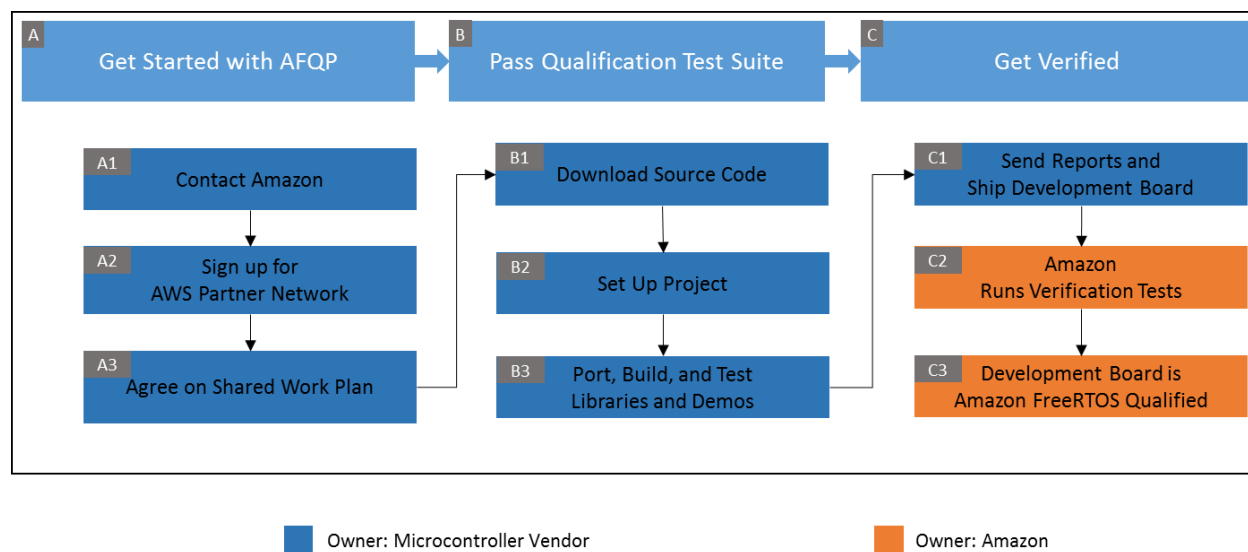 A
Get Started with AFQP
B
Pass Qualification Test Suite
C
Get Verified
A1
Contact Amazon
A2
Sign up for
AWS Partner Network
A3
Agree on Shared Work Plan
B1
Download Source Code
B2
Set Up Project
B3
Port, Build, and Test
Libraries and Demos
C1
Send Reports and
Ship Development Board
C2
Amazon
Runs Verification Tests
C3
Development Board is
Amazon FreeRTOS Qualified
Owner: Microcontroller Vendor
Owner: Amazon